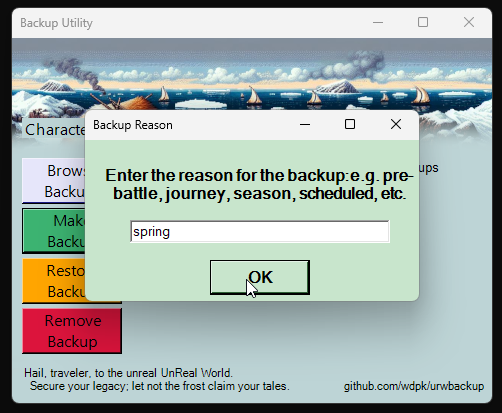 Backup Utility
Characte
Backup Reason
Enter the reason for the backup:e.g. pre-
battle, journey, season, scheduled, etc.
spring
OK
Brow
Backu
ups
Make
Backu
Resto
Backu
Remove
Backup
Hail, traveler, to the unreal UnReal World.
Secure your legacy; let not the frost claim your tales.
github.com/wdpk/urwbackup